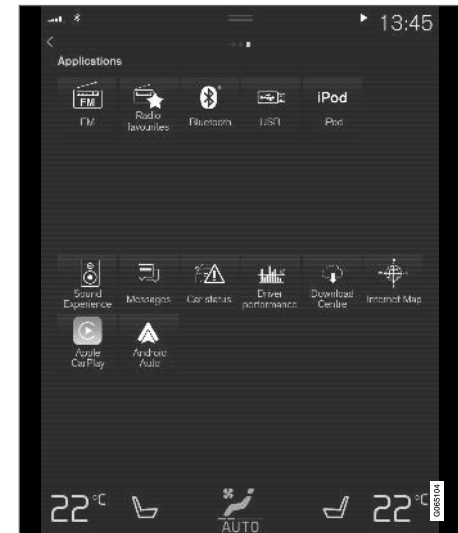 13:45
Applications
FM
iPod
FM
Radio favourites
Bluetooth
USB
iPod
Sound Experience
Messages
Car status
Driver performance
Download Centre
Internet Map
Apple CarPlay
Android Auto
22°C
AUTO
22°C
G065104